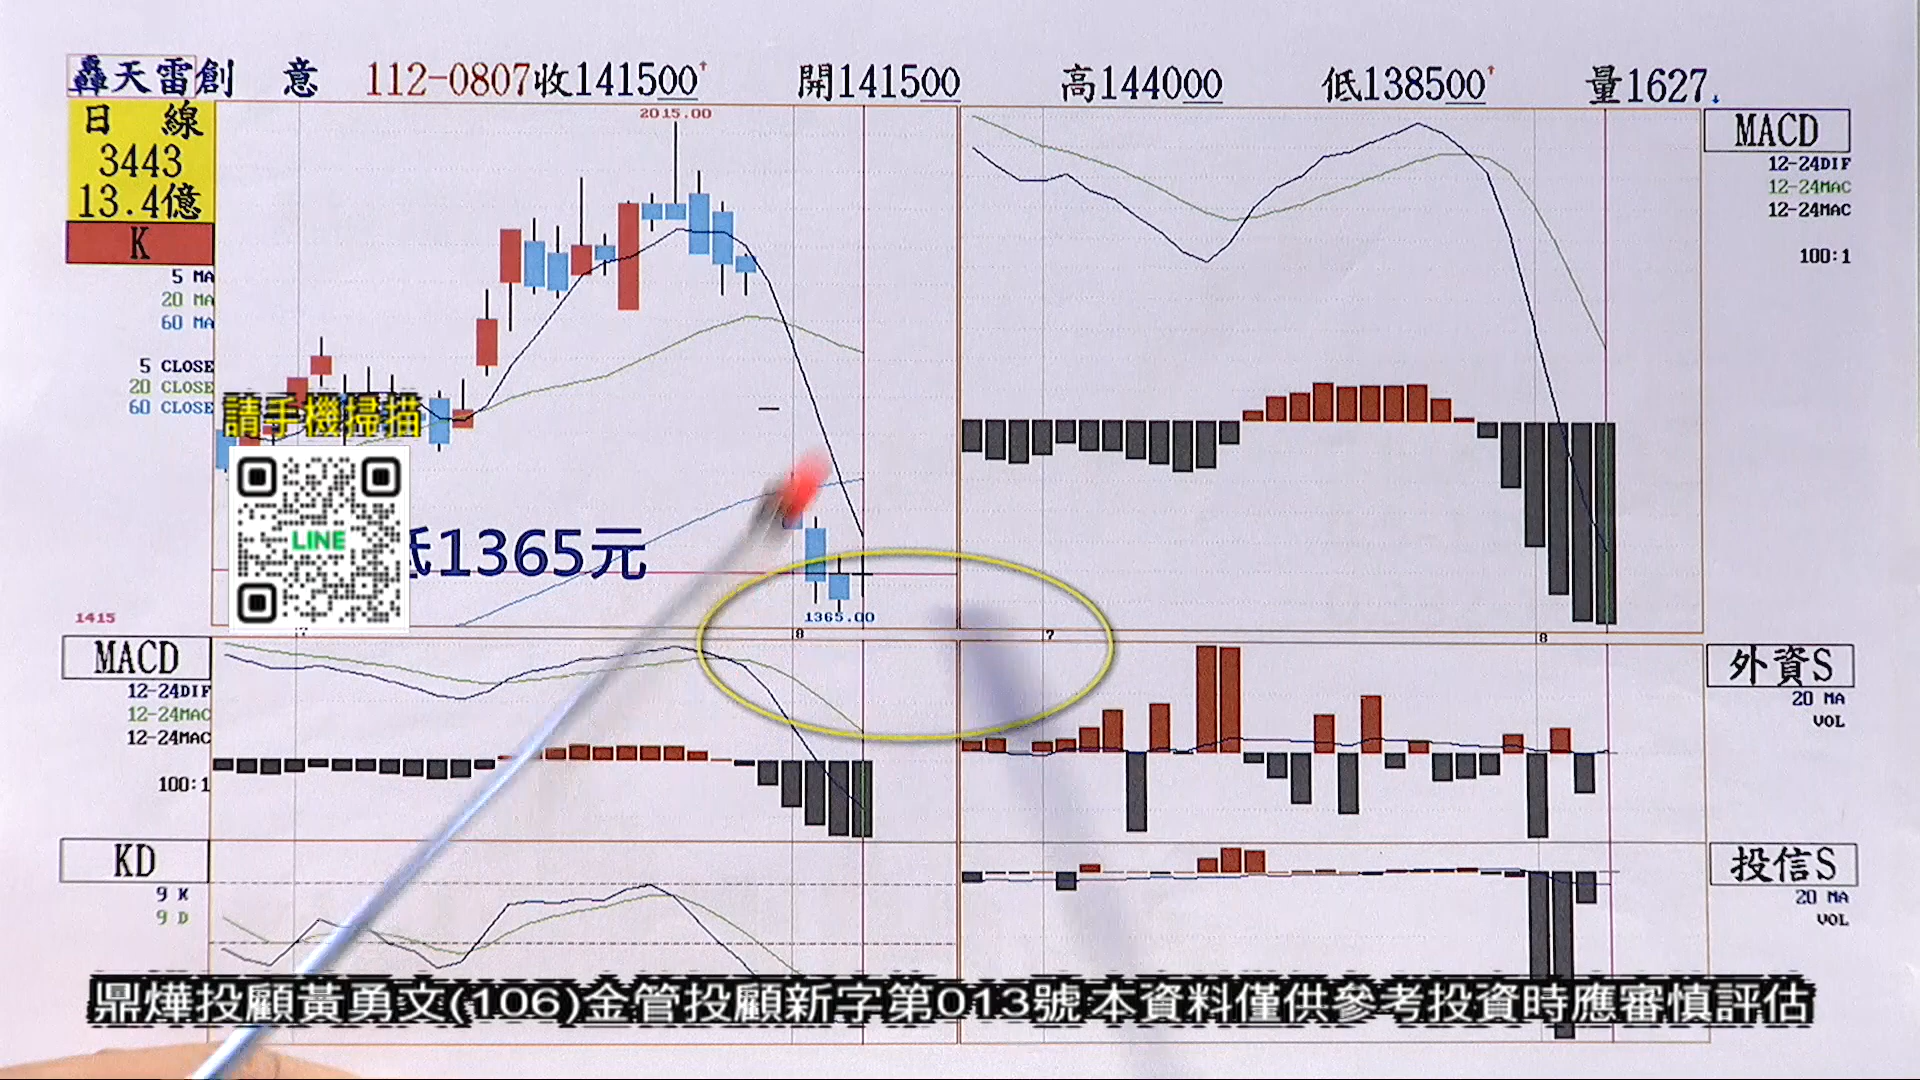 轟天雷創 意 112-0807收141500↑ 開141500 高144000 低138500↑ 量1627↓
日 線
3443
13.4億
K
5 MA
20 MA
60 MA
5 CLOSE
20 CLOSE
60 CLOSE
2015.00
請手機掃描
LINE
低1365元
1365.00
1415
7
8
MACD
12-24DIF
12-24MAC
12-24MAC
100:1
KD
9 K
9 D
MACD
12-24DIF
12-24MAC
12-24MAC
100:1
7
8
外資S
20 MA
VOL
投信S
20 MA
VOL
鼎燁投顧黃勇文(106)金管投顧新字第013號本資料僅供參考投資時應審慎評估